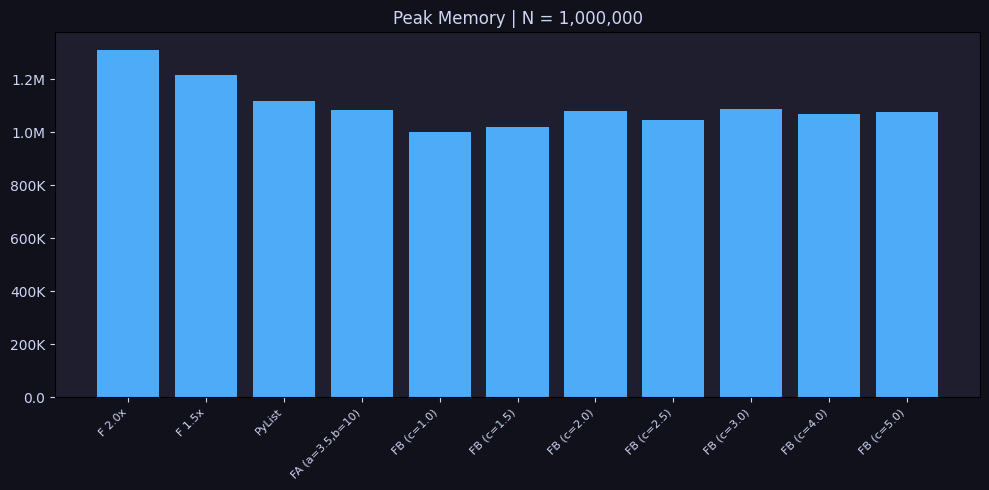 Peak Memory | N = 1,000,000
1.2M
1.0M
800K
600K
400K
200K
0.0
F 2.0x
F 1.5x
PyList
FA (a=3.5,b=10)
FB (c=1.0)
FB (c=1.5)
FB (c=2.0)
FB (c=2.5)
FB (c=3.0)
FB (c=4.0)
FB (c=5.0)